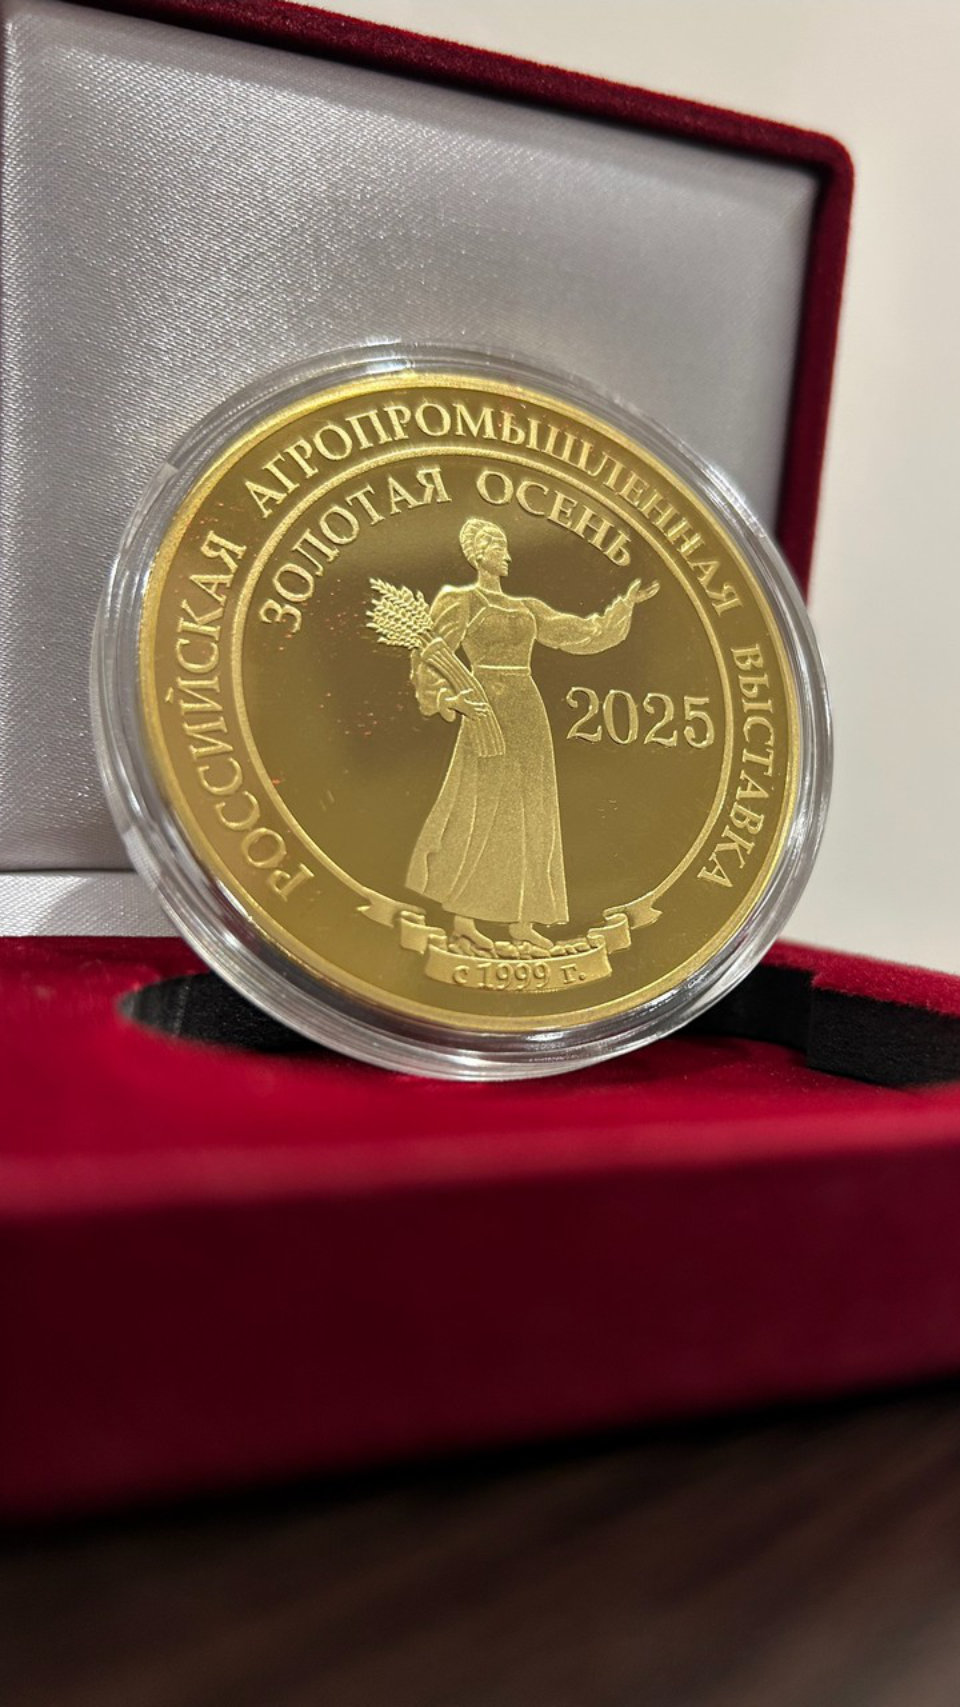 РОССИЙСКАЯ АГРОПРОМЫШЛЕННАЯ ВЫСТАВКА
ЗОЛОТАЯ ОСЕНЬ
2025
с 1999 г.